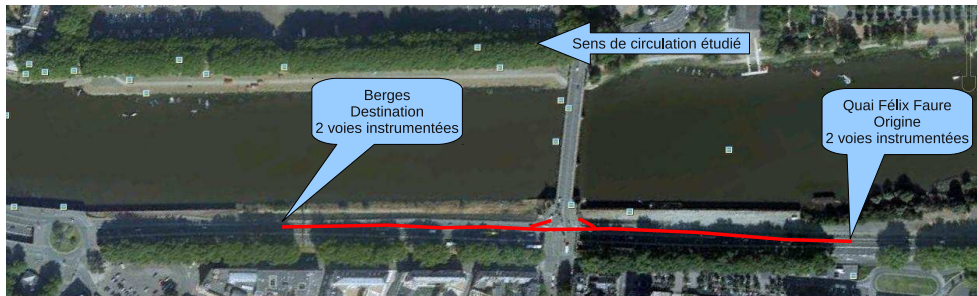 Sens de circulation étudié
Berges
Destination
2 voies instrumentées
Quai Félix Faure
Origine
2 voies instrumentées